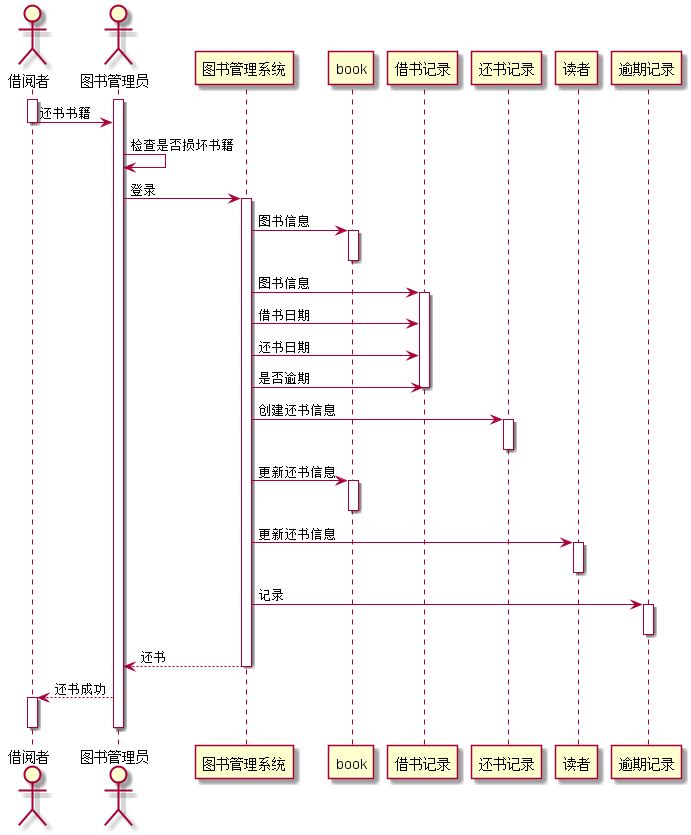 借阅者
图书管理员
图书管理系统
book
借书记录
还书记录
读者
逾期记录
还书书籍
检查是否损坏书籍
登录
图书信息
图书信息
借书日期
还书日期
是否逾期
创建还书信息
更新还书信息
更新还书信息
记录
还书
还书成功
借阅者
图书管理员
图书管理系统
book
借书记录
还书记录
读者
逾期记录